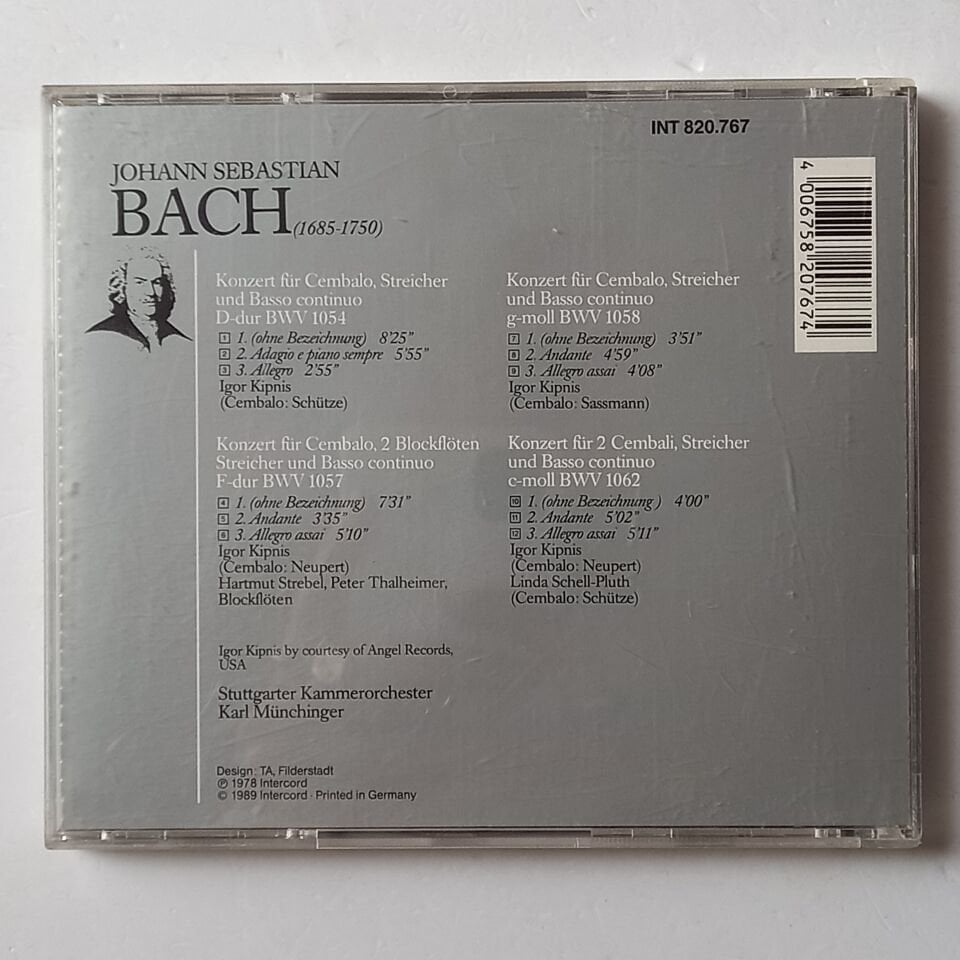 INT 820.767
4 006758 207674
JOHANN SEBASTIAN
BACH (1685-1750)
Konzert für Cembalo, Streicher
und Basso continuo
D-dur BWV 1054
1 1. (ohne Bezeichnung) 8'25"
2 2. Adagio e piano sempre 5'55"
3 3. Allegro 2'55"
Igor Kipnis
(Cembalo: Schütze)
Konzert für Cembalo, 2 Blockflöten
Streicher und Basso continuo
F-dur BWV 1057
4 1. (ohne Bezeichnung) 7'31"
5 2. Andante 3'35"
6 3. Allegro assai 5'10"
Igor Kipnis
(Cembalo: Neupert)
Hartmut Strebel, Peter Thalheimer,
Blockflöten
Konzert für Cembalo, Streicher
und Basso continuo
g-moll BWV 1058
7 1. (ohne Bezeichnung) 3'51"
8 2. Andante 4'59"
9 3. Allegro assai 4'08"
Igor Kipnis
(Cembalo: Sassmann)
Konzert für 2 Cembali, Streicher
und Basso continuo
c-moll BWV 1062
10 1. (ohne Bezeichnung ) 4'00"
11 2. Andante 5'02"
12 3. Allegro assai 5'11"
Igor Kipnis
(Cembalo: Neupert)
Linda Schell-Pluth
(Cembalo: Schütze)
Igor Kipnis by courtesy of Angel Records,
USA
Stuttgarter Kammerorchester
Karl Münchinger
Design: TA, Filderstadt
℗ 1978 Intercord
© 1989 Intercord · Printed in Germany